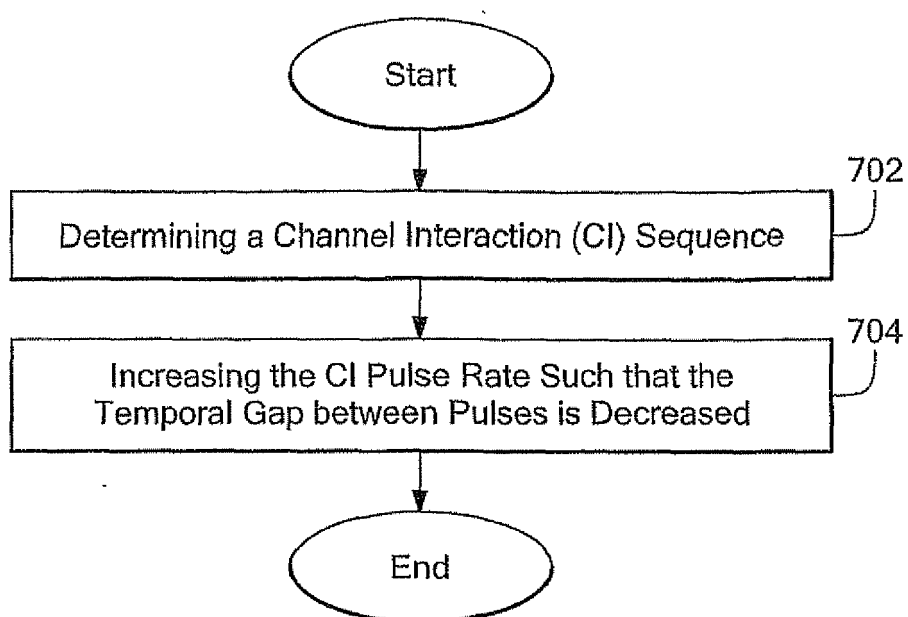 Start
702
Determining a Channel Interaction (CI) Sequence
704
Increasing the CI Pulse Rate Such that the
Temporal Gap between Pulses is Decreased
End